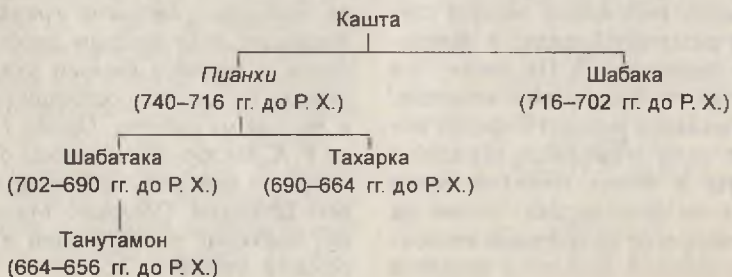 Кашта
Пианхи Шабака
(740–716 гг. до Р. Х.) (716–702 гг. до Р. Х.)
Шабатака Тахарка
(702–690 гг. до Р. Х.) (690–664 гг. до Р. Х.)
Танутамон
(664–656 гг. до Р. Х.)